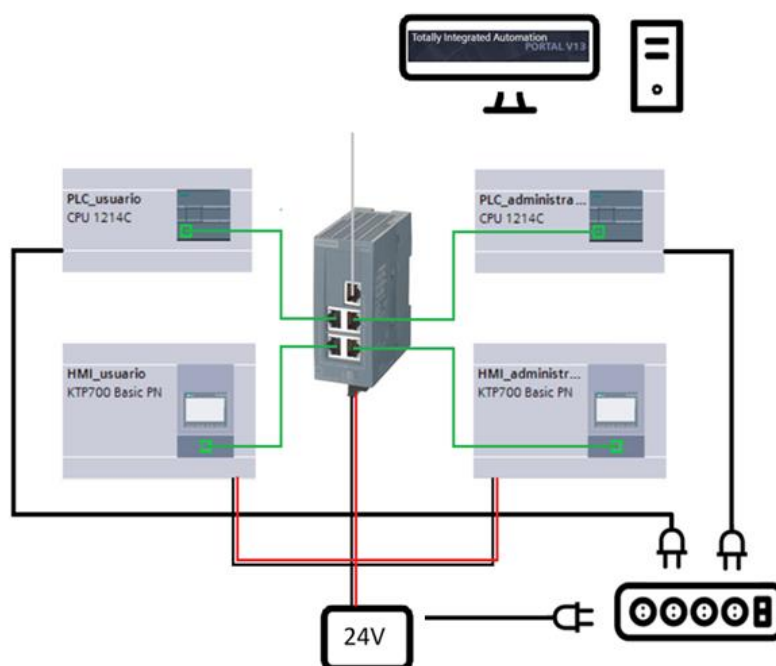 Totally Integrated Automation
PORTAL V13
PLC_usuario
CPU 1214C
PLC_administra...
CPU 1214C
HMI_usuario
KTP700 Basic PN
HMI_administr...
KTP700 Basic PN
24V